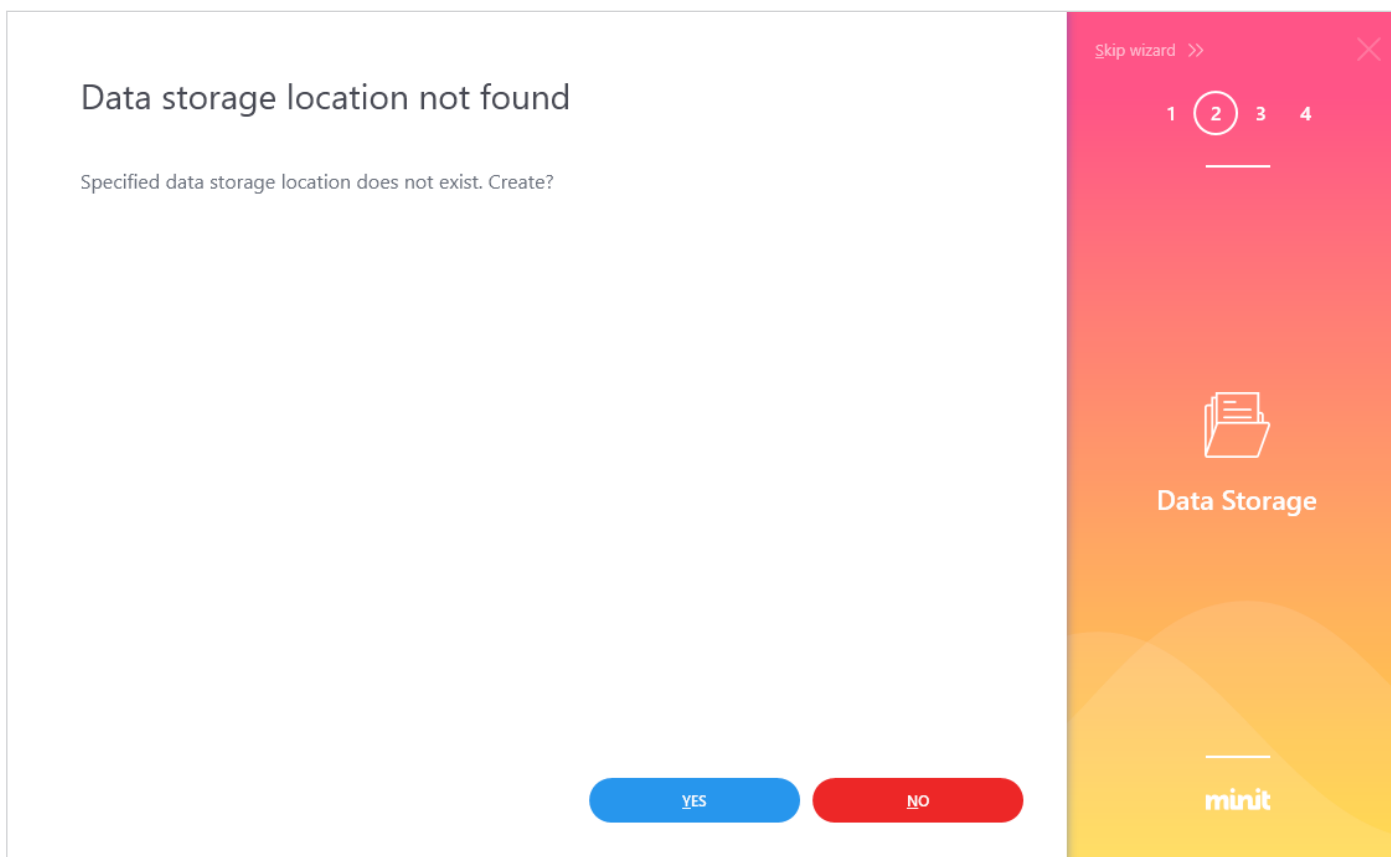 Data storage location not found
Specified data storage location does not exist. Create?
YES
NO
Skip wizard
1 2 3 4
Data Storage
minit